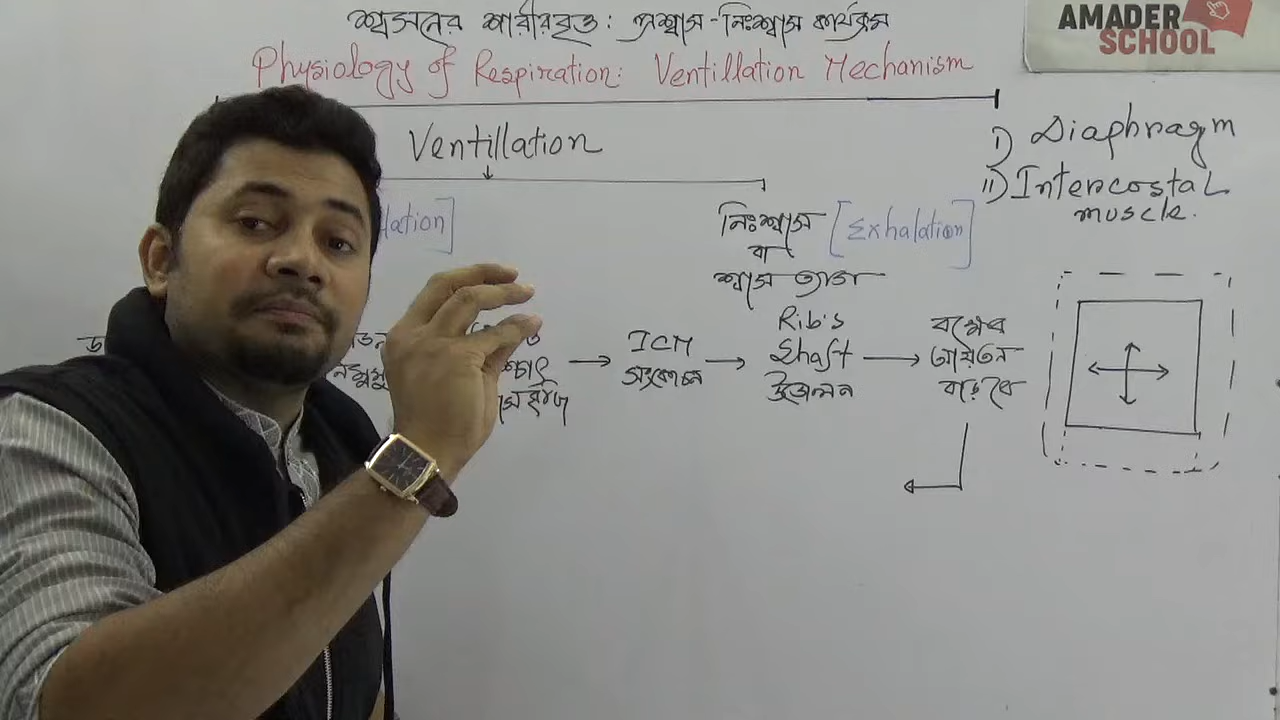 শ্বসনের শারীরবৃত্ত : প্রশ্বাস-নিঃশ্বাস কার্যক্রম
AMADER
SCHOOL
Physiology of Respiration: Ventillation Mechanism
Ventillation
i) Diaphragm
ii) Intercostal
muscle.
lation]
নিঃশ্বাস [Exhalation]
বা
শ্বাস ত্যাগ
ICM
সংকোচন
Rib's
Shaft
উত্তোলন
বক্ষের
আয়তন
বাড়বে